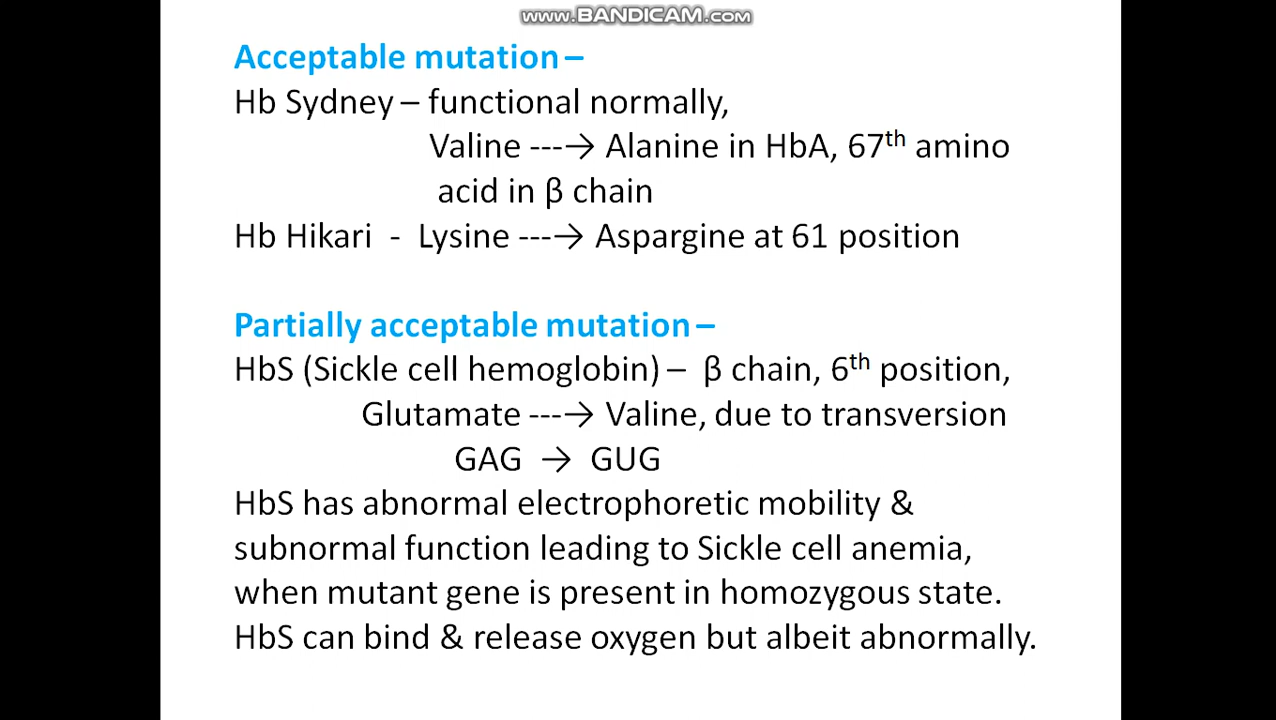 www.BANDICAM.com
Acceptable mutation –
Hb Sydney – functional normally,
Valine ---→ Alanine in HbA, 67th amino
acid in β chain
Hb Hikari - Lysine ---→ Aspargine at 61 position
Partially acceptable mutation –
HbS (Sickle cell hemoglobin) – β chain, 6th position,
Glutamate ---→ Valine, due to transversion
GAG → GUG
HbS has abnormal electrophoretic mobility &
subnormal function leading to Sickle cell anemia,
when mutant gene is present in homozygous state.
HbS can bind & release oxygen but albeit abnormally.